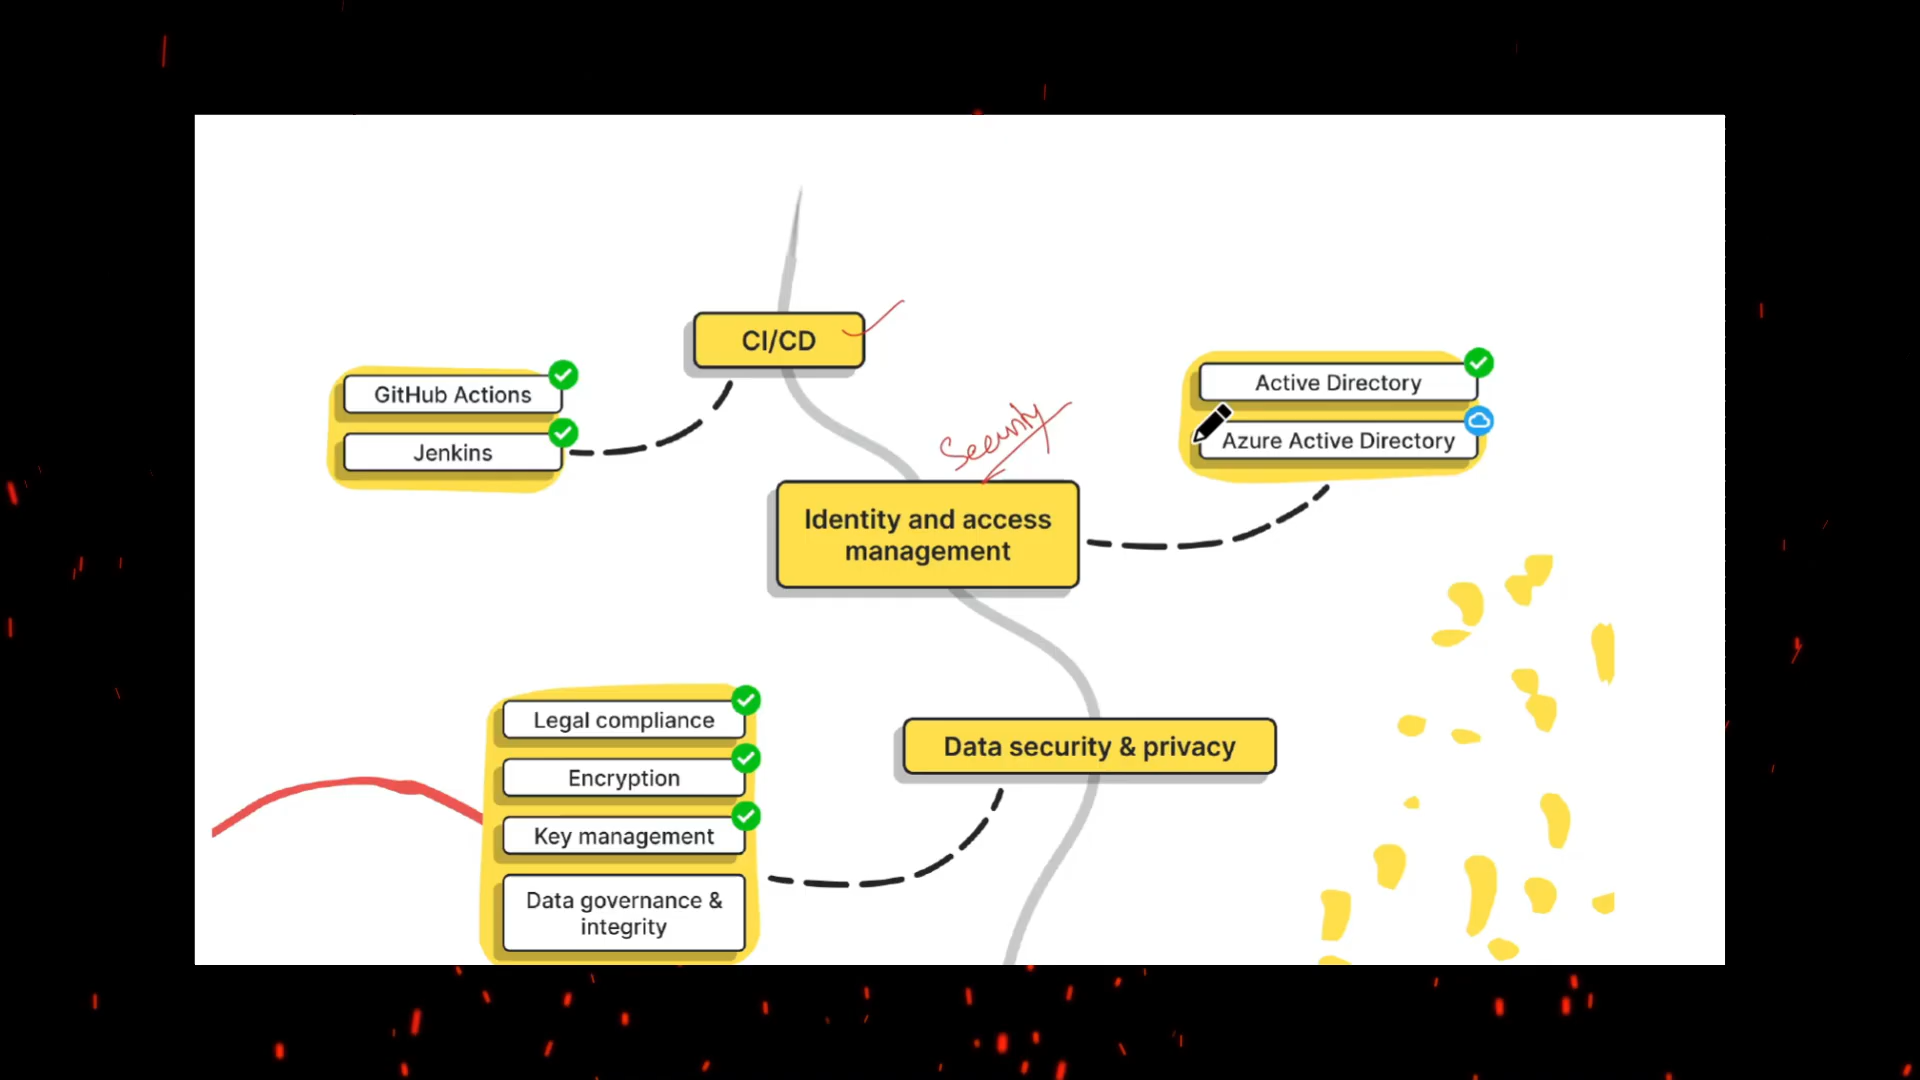 CI/CD
GitHub Actions
Jenkins
Active Directory
Azure Active Directory
Security
Identity and access
management
Legal compliance
Encryption
Key management
Data governance &
integrity
Data security & privacy